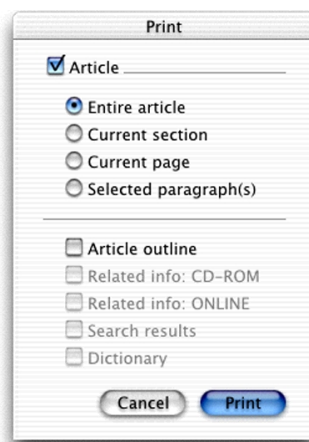 Print
Article
Entire article
Current section
Current page
Selected paragraph(s)
Article outline
Related info: CD-ROM
Related info: ONLINE
Search results
Dictionary
Cancel Print